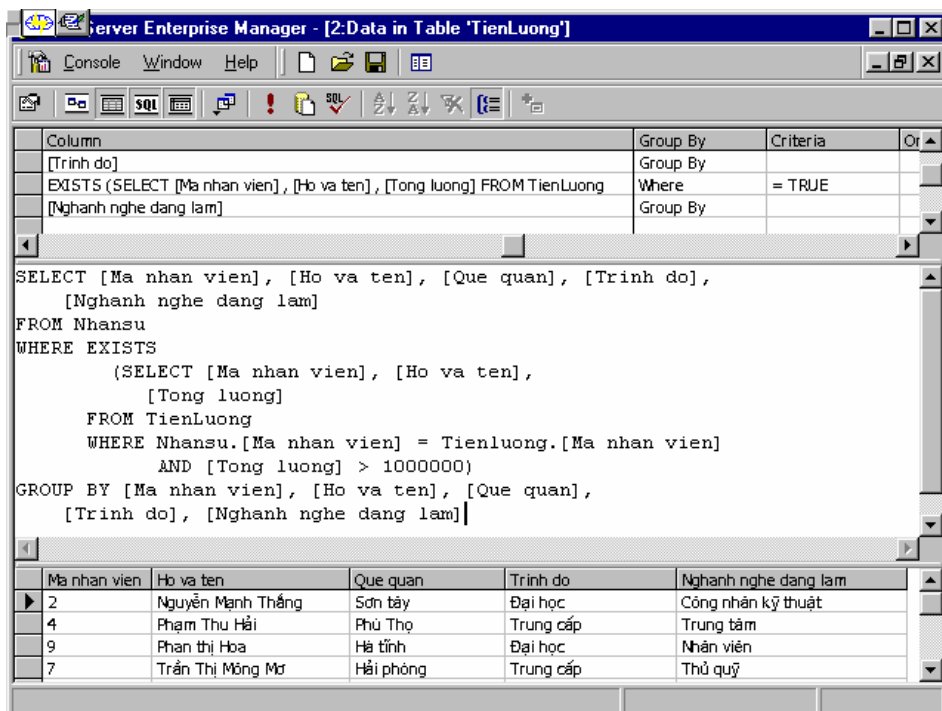 Server Enterprise Manager - [2:Data in Table 'TienLuong']
Console Window Help
SQL SQL
Column Group By Criteria Or
[Trinh do] Group By
EXISTS (SELECT [Ma nhan vien] , [Ho va ten] , [Tong luong] FROM TienLuong Where = TRUE
[Nghanh nghe dang lam] Group By
SELECT [Ma nhan vien], [Ho va ten], [Que quan], [Trinh do],
[Nghanh nghe dang lam]
FROM Nhansu
WHERE EXISTS
(SELECT [Ma nhan vien], [Ho va ten],
[Tong luong]
FROM TienLuong
WHERE Nhansu.[Ma nhan vien] = Tienluong.[Ma nhan vien]
AND [Tong luong] > 1000000)
GROUP BY [Ma nhan vien], [Ho va ten], [Que quan],
[Trinh do], [Nghanh nghe dang lam]
Ma nhan vien Ho va ten Que quan Trinh do Nghanh nghe dang lam
2 Nguyễn Mạnh Thắng Sơn tây Đại học Công nhân kỹ thuật
4 Phạm Thu Hải Phú Thọ Trung cấp Trung tâm
9 Phan thị Hoa Hà tĩnh Đại học Nhân viên
7 Trần Thị Mông Mơ Hải phòng Trung cấp Thủ quỹ